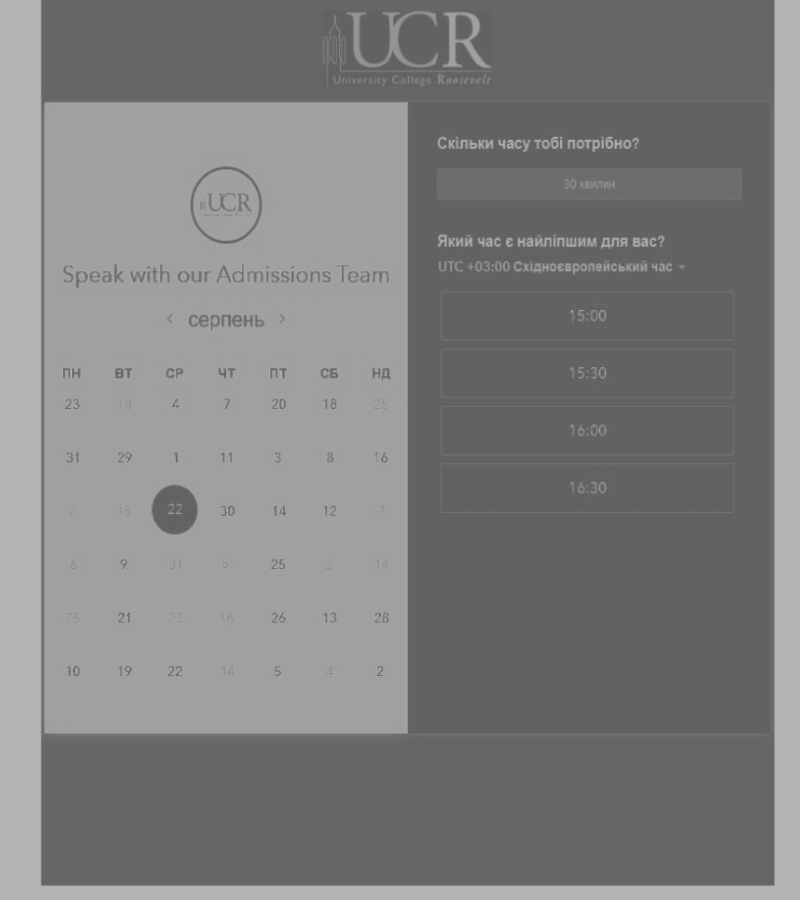 UCR
University College Roosevelt
UCR
Speak with our Admissions Team
< серпень >
ПН ВТ СР ЧТ ПТ СБ НД
23 18 4 7 20 18 25
31 29 1 11 3 8 16
2 15 22 30 14 12 7
6 9 31 5 25 2 14
25 21 23 16 26 13 28
10 19 22 14 5 4 2
Скільки часу тобі потрібно?
30 хвилин
Який час є найліпшим для вас?
UTC +03:00 Східноєвропейський час
15:00
15:30
16:00
16:30